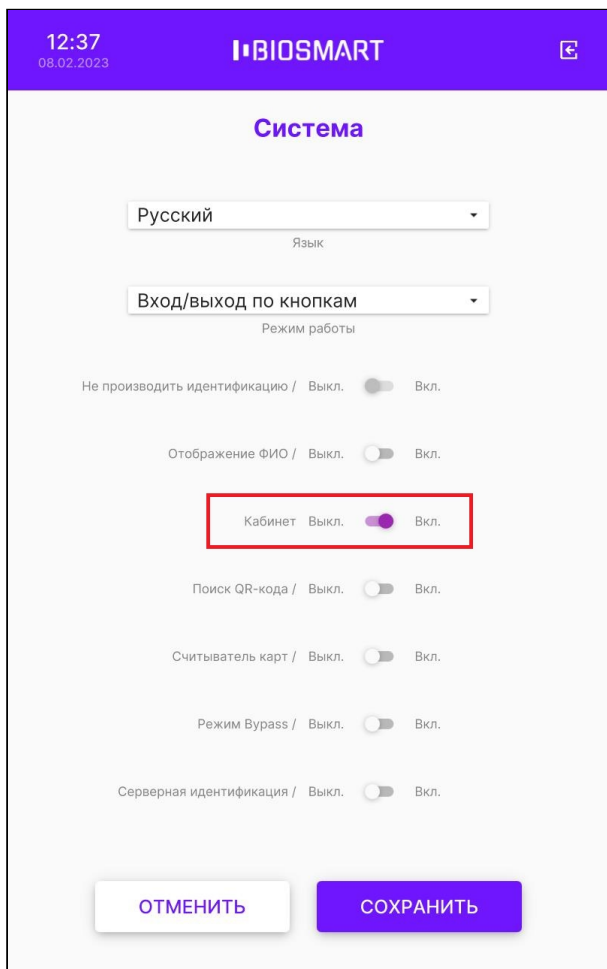 12:37
08.02.2023
BIOSMART
Система
Русский
Язык
Вход/выход по кнопкам
Режим работы
Не производить идентификацию / Выкл. Вкл.
Отображение ФИО / Выкл. Вкл.
Кабинет Выкл. Вкл.
Поиск QR-кода / Выкл. Вкл.
Считыватель карт / Выкл. Вкл.
Режим Bypass / Выкл. Вкл.
Серверная идентификация / Выкл. Вкл.
ОТМЕНИТЬ СОХРАНИТЬ